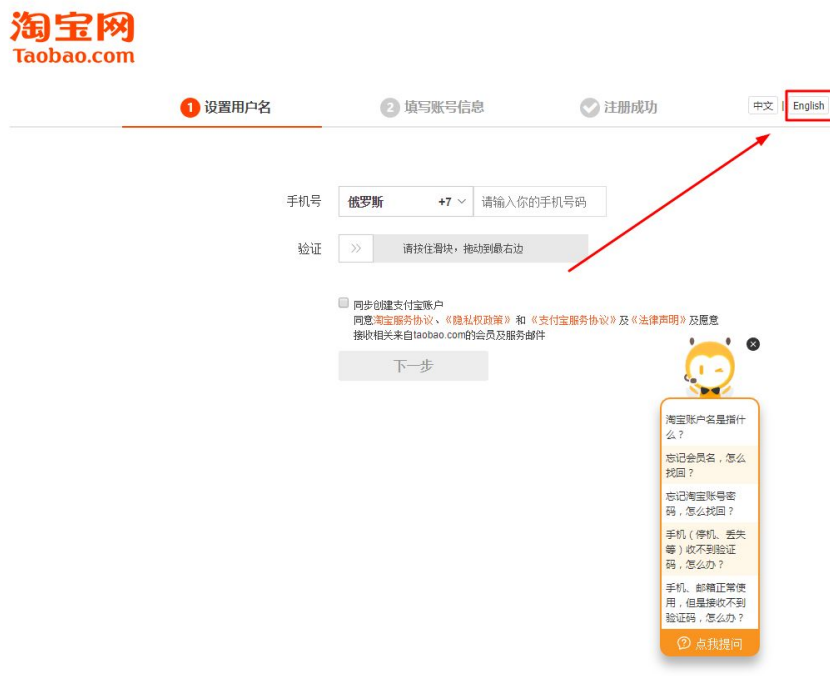 淘宝网
Taobao.com
1 设置用户名
2 填写账号信息
注册成功
中文 | English
手机号 俄罗斯 +7 请输入你的手机号码
验证 >> 请按住滑块，拖动到最右边
同步创建支付宝账户
同意淘宝服务协议、《隐私权政策》和《支付宝服务协议》及《法律声明》及愿意
接收相关来自taobao.com的会员及服务邮件
下一步
淘宝账户名是指什
么？
忘记会员名，怎么
找回？
忘记淘宝账号密
码，怎么找回？
手机（停机、丢失
等）收不到验证
码，怎么办？
手机、邮箱正常使
用，但是接收不到
验证码，怎么办？
? 点我提问